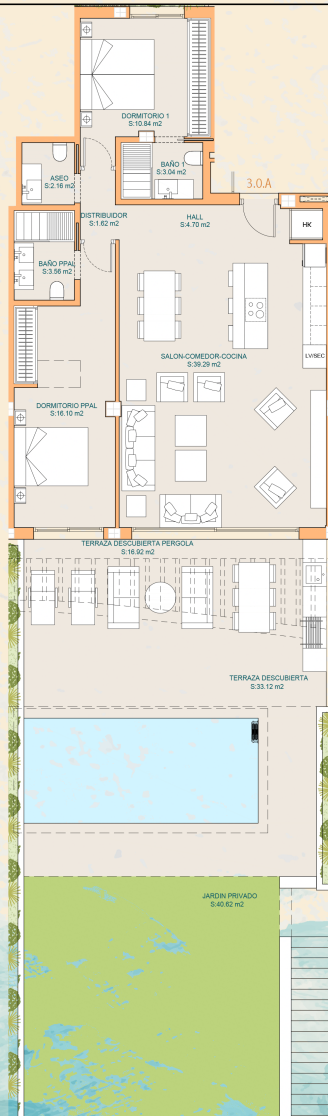 DORMITORIO 1
S:10.84 m2
BAÑO 1
S:3.04 m2
ASEO
S:2.16 m2
3.0.A
DISTRIBUIDOR
S:1.62 m2
HALL
S:4.70 m2
HK
BAÑO PPAL
S:3.56 m2
SALON-COMEDOR-COCINA
S:39.29 m2
LV/SEC
DORMITORIO PPAL
S:16.10 m2
TERRAZA DESCUBIERTA PERGOLA
S:16.92 m2
TERRAZA DESCUBIERTA
S:33.12 m2
JARDIN PRIVADO
S:40.62 m2